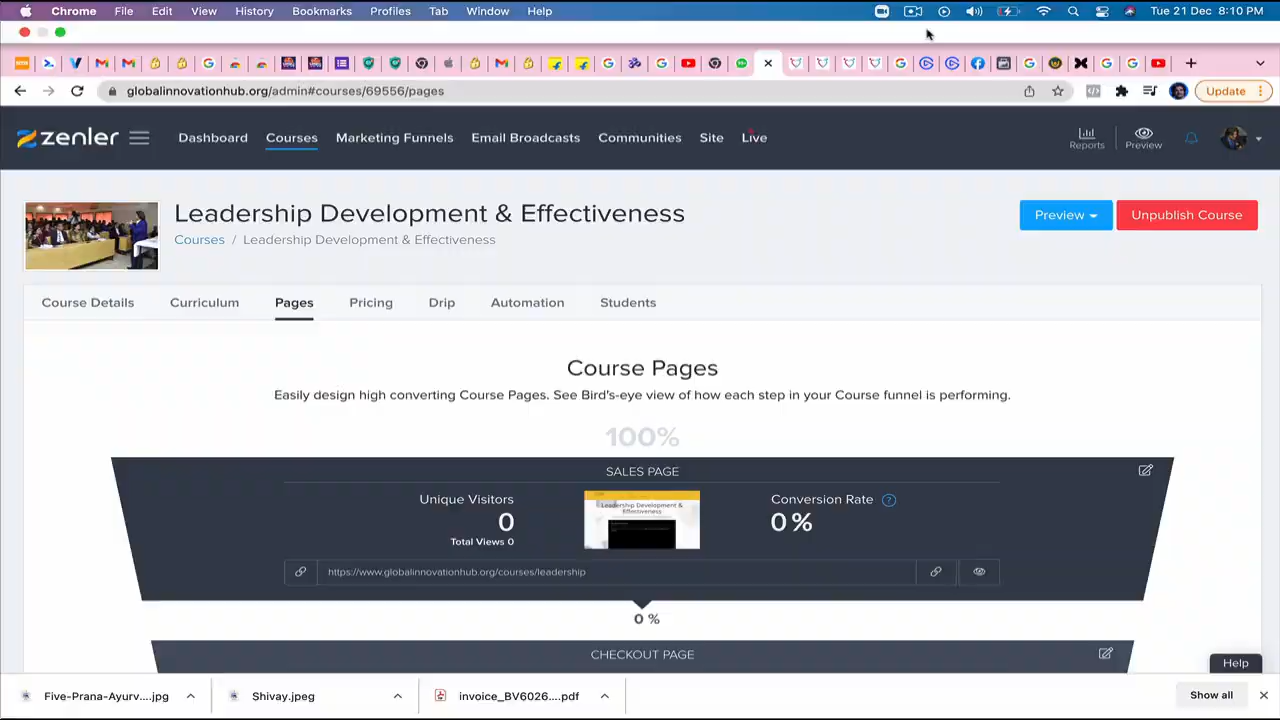 Chrome File Edit View History Bookmarks Profiles Tab Window Help Tue 21 Dec 8:10 PM
globalinnovationhub.org/admin#courses/69556/pages Update
zenler Dashboard Courses Marketing Funnels Email Broadcasts Communities Site Live Reports Preview
Leadership Development & Effectiveness
Preview Unpublish Course
Courses / Leadership Development & Effectiveness
Course Details Curriculum Pages Pricing Drip Automation Students
Course Pages
Easily design high converting Course Pages. See Bird's-eye view of how each step in your Course funnel is performing.
100%
SALES PAGE
Unique Visitors
0
Total Views 0
Leadership Development &
Effectiveness
Conversion Rate ?
0 %
https://www.globalinnovationhub.org/courses/leadership
0 %
CHECKOUT PAGE
Help
Five-Prana-Ayurv....jpg Shivay.jpeg invoice_BV6026....pdf Show all